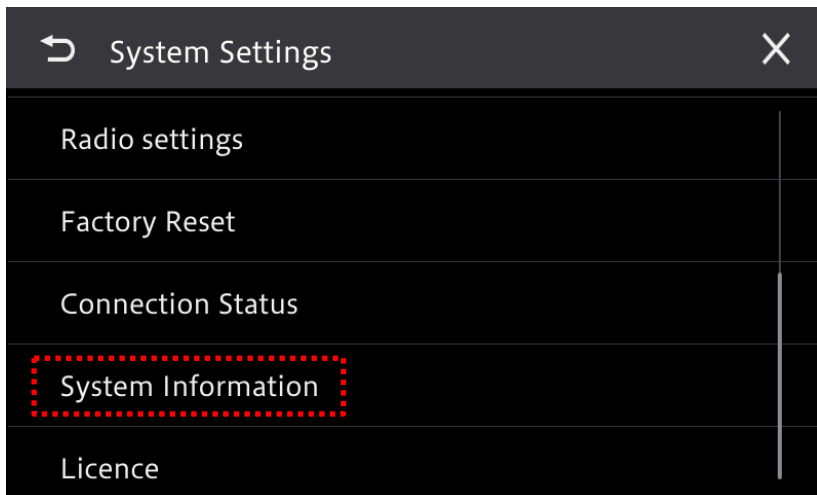 System Settings
Radio settings
Factory Reset
Connection Status
System Information
Licence